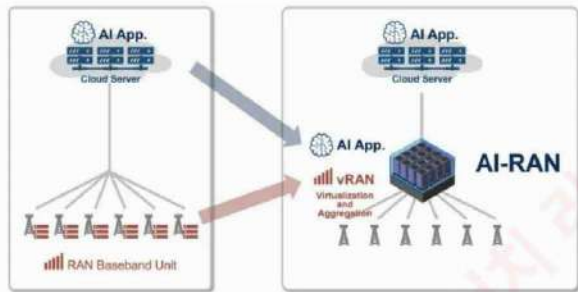 AI App.
Cloud Server
RAN Baseband Unit
AI App.
Cloud Server
AI App.
vRAN
Virtualization
and
Aggregation
AI-RAN